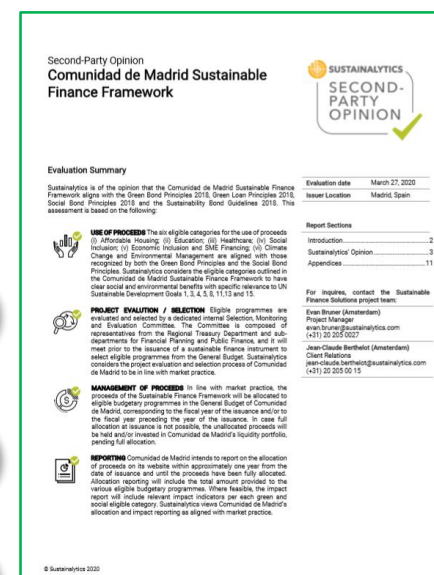 Second-Party Opinion
Comunidad de Madrid Sustainable
Finance Framework
SUSTAINALYTICS
SECOND-
PARTY
OPINION
Evaluation Summary
Sustainalytics is of the opinion that the Comunidad de Madrid Sustainable Finance
Framework aligns with the Green Bond Principles 2018, Green Loan Principles 2018,
Social Bond Principles 2018 and the Sustainability Bond Guidelines 2018. This
assessment is based on the following:
USE OF PROCEEDS The six eligible categories for the use of proceeds
(i) Affordable Housing; (ii) Education; (iii) Healthcare; (iv) Social
Inclusion; (v) Economic Inclusion and SME Financing; (vi) Climate
Change and Environmental Management are aligned with those
recognized by both the Green Bond Principles and the Social Bond
Principles. Sustainalytics considers the eligible categories outlined in
the Comunidad de Madrid Sustainable Finance Framework to have
clear social and environmental benefits with specific relevance to UN
Sustainable Development Goals 1, 3, 4, 5, 8, 11,13 and 15.
PROJECT EVALUTION / SELECTION Eligible programmes are
evaluated and selected by a dedicated internal Selection, Monitoring
and Evaluation Committee. The Committee is composed of
representatives from the Regional Treasury Department and sub-
departments for Financial Planning and Public Finance, and it will
meet prior to the issuance of a sustainable finance instrument to
select eligible programmes from the General Budget. Sustainalytics
considers the project evaluation and selection process of Comunidad
de Madrid to be in line with market practice.
MANAGEMENT OF PROCEEDS In line with market practice, the
proceeds of the Sustainable Finance Framework will be allocated to
eligible budgetary programmes in the General Budget of Comunidad
de Madrid, corresponding to the fiscal year of the issuance and/or to
the fiscal year preceding the year of the issuance. In case full
allocation at issuance is not possible, the unallocated proceeds will
be held and/or invested in Comunidad de Madrid's liquidity portfolio,
pending full allocation.
REPORTING Comunidad de Madrid intends to report on the allocation
of proceeds on its website within approximately one year from the
date of issuance and until the proceeds have been fully allocated.
Allocation reporting will include the total amount provided to the
various eligible budgetary programmes. Where feasible, the impact
report will include relevant impact indicators per each green and
social eligible category. Sustainalytics views Comunidad de Madrid's
allocation and impact reporting as aligned with market practice.
Evaluation date March 27, 2020
Issuer Location Madrid, Spain
Report Sections
Introduction 2
Sustainalytics' Opinion 3
Appendices 11
For inquires, contact the Sustainable
Finance Solutions project team:
Evan Bruner (Amsterdam)
Project Manager
evan.bruner@sustainalytics.com
(+31) 20 205 0027
Jean-Claude Berthelot (Amsterdam)
Client Relations
jean-claude.berthelot@sustainalytics.com
(+31) 20 205 00 15
© Sustainalytics 2020